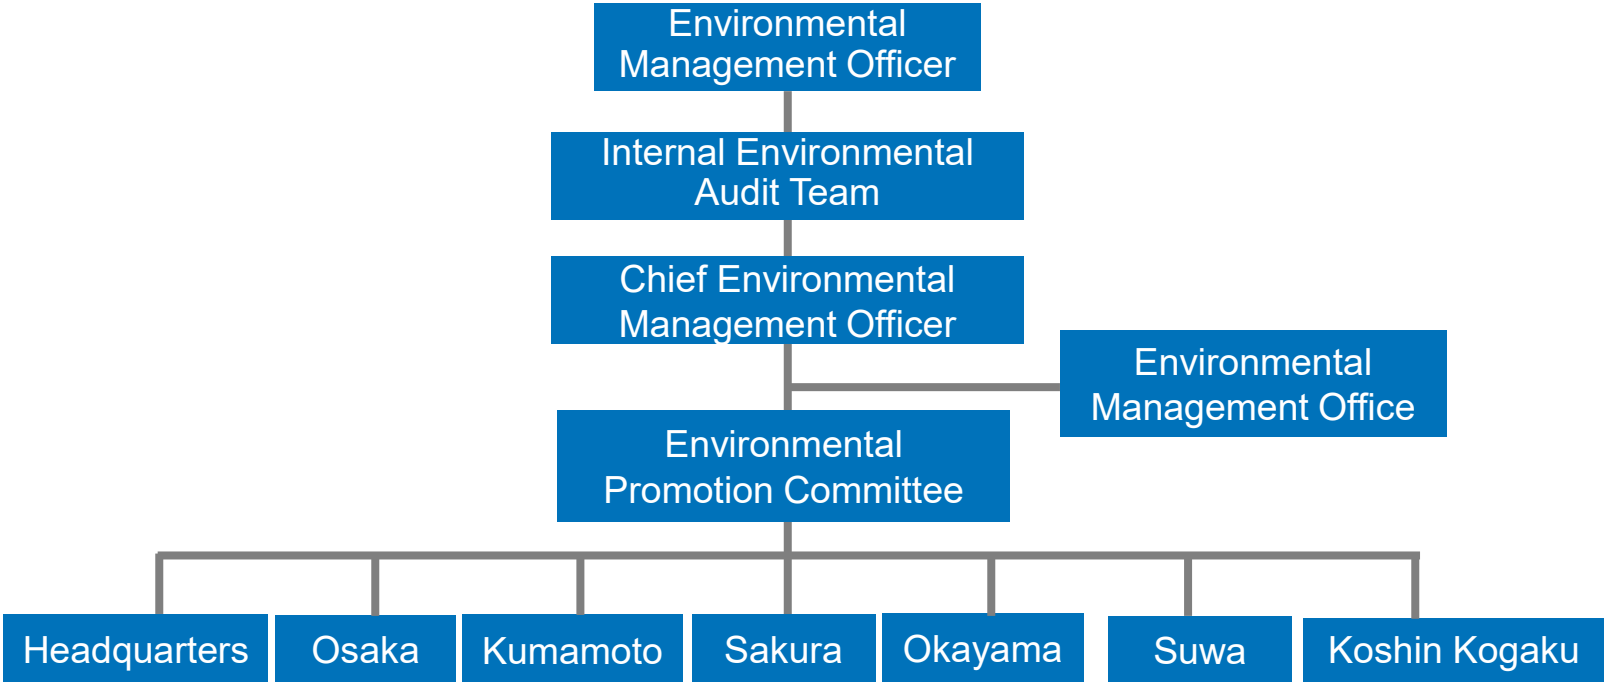 Environmental
Management Officer
Internal Environmental
Audit Team
Chief Environmental
Management Officer
Environmental
Management Office
Environmental
Promotion Committee
Headquarters
Osaka
Kumamoto
Sakura
Okayama
Suwa
Koshin Kogaku